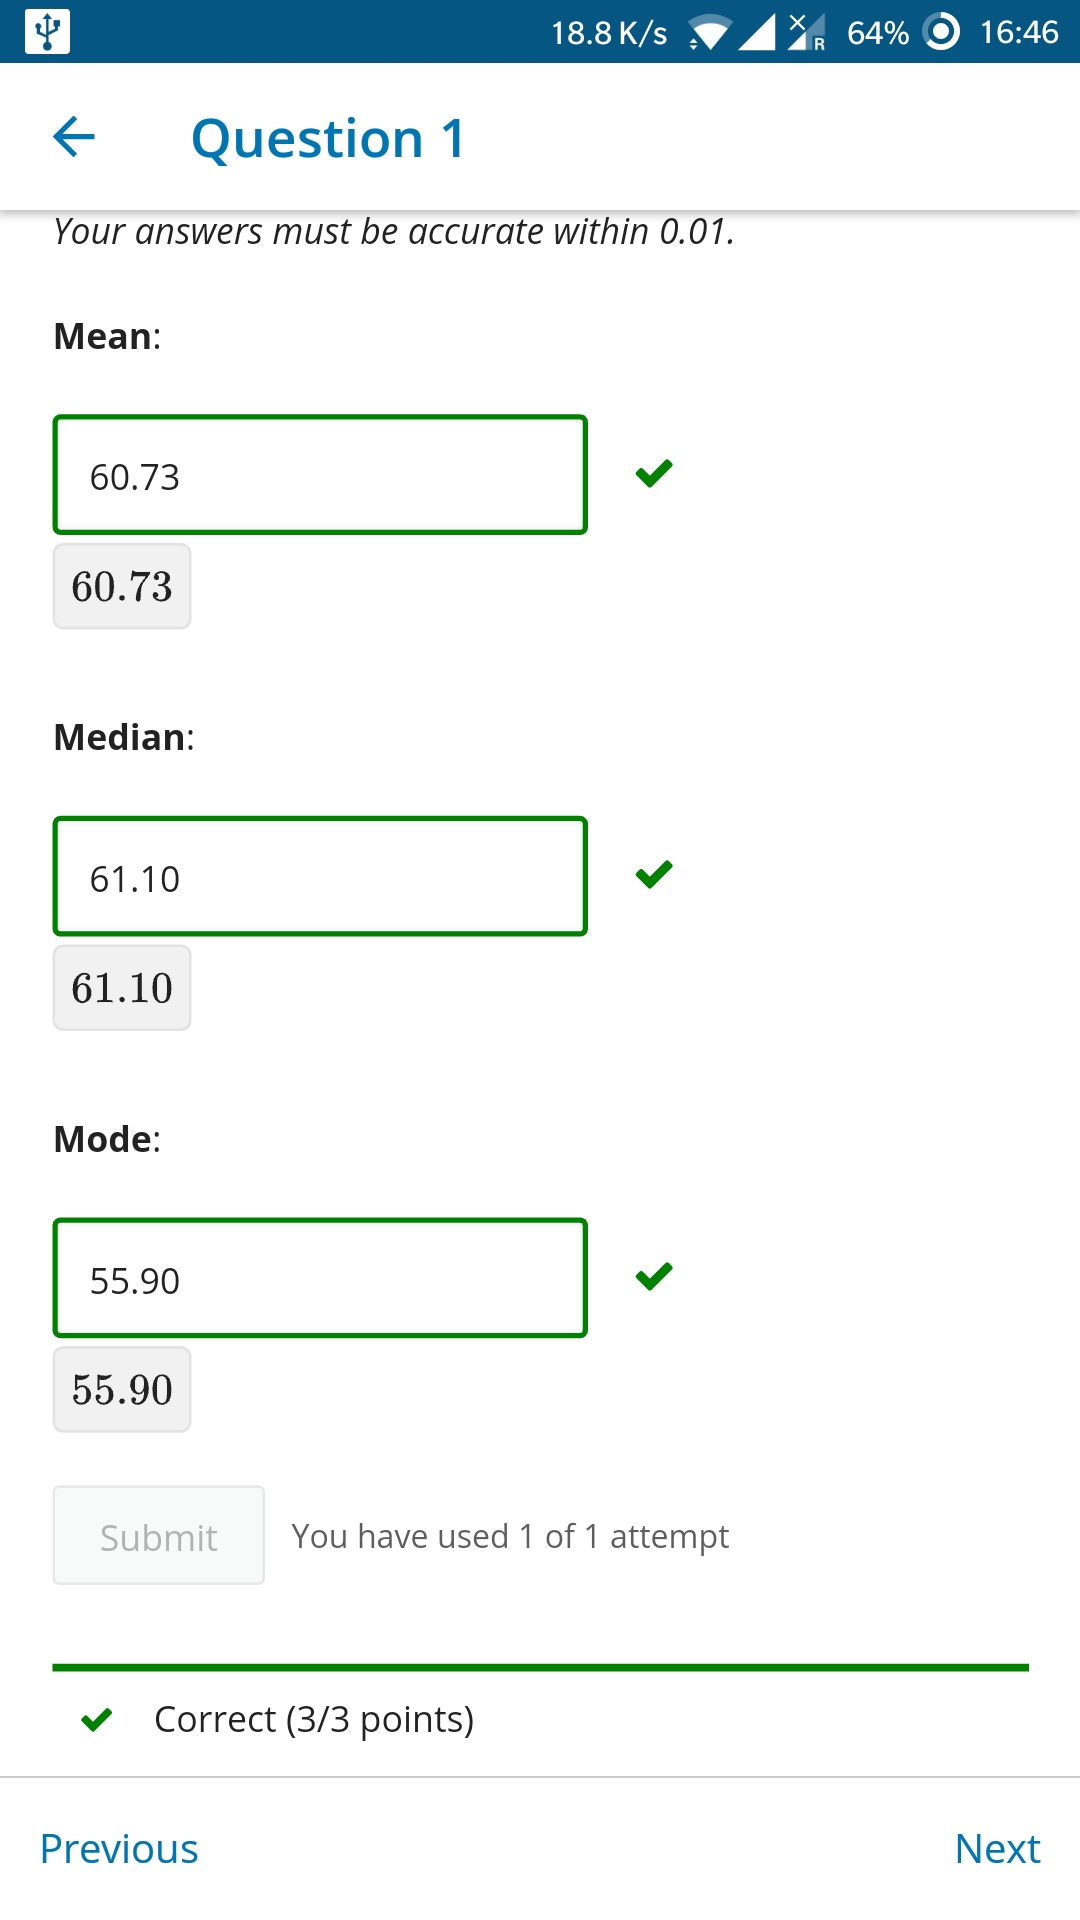 18.8 K/s R 64% 16:46
Question 1
Your answers must be accurate within 0.01.
Mean:
60.73
60.73
Median:
61.10
61.10
Mode:
55.90
55.90
Submit You have used 1 of 1 attempt
Correct (3/3 points)
Previous Next